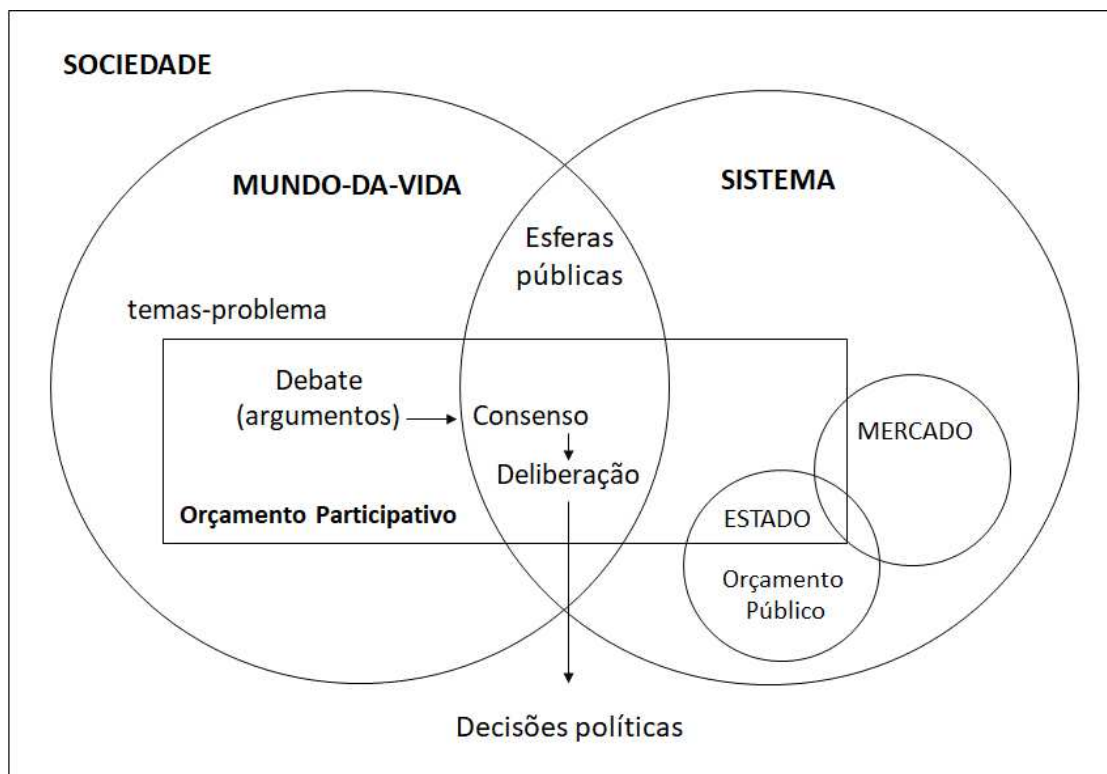 SOCIEDADE
MUNDO-DA-VIDA
SISTEMA
Esferas
públicas
temas-problema
Debate
(argumentos)
Consenso
Deliberação
MERCADO
Orçamento Participativo
ESTADO
Orçamento
Público
Decisões políticas